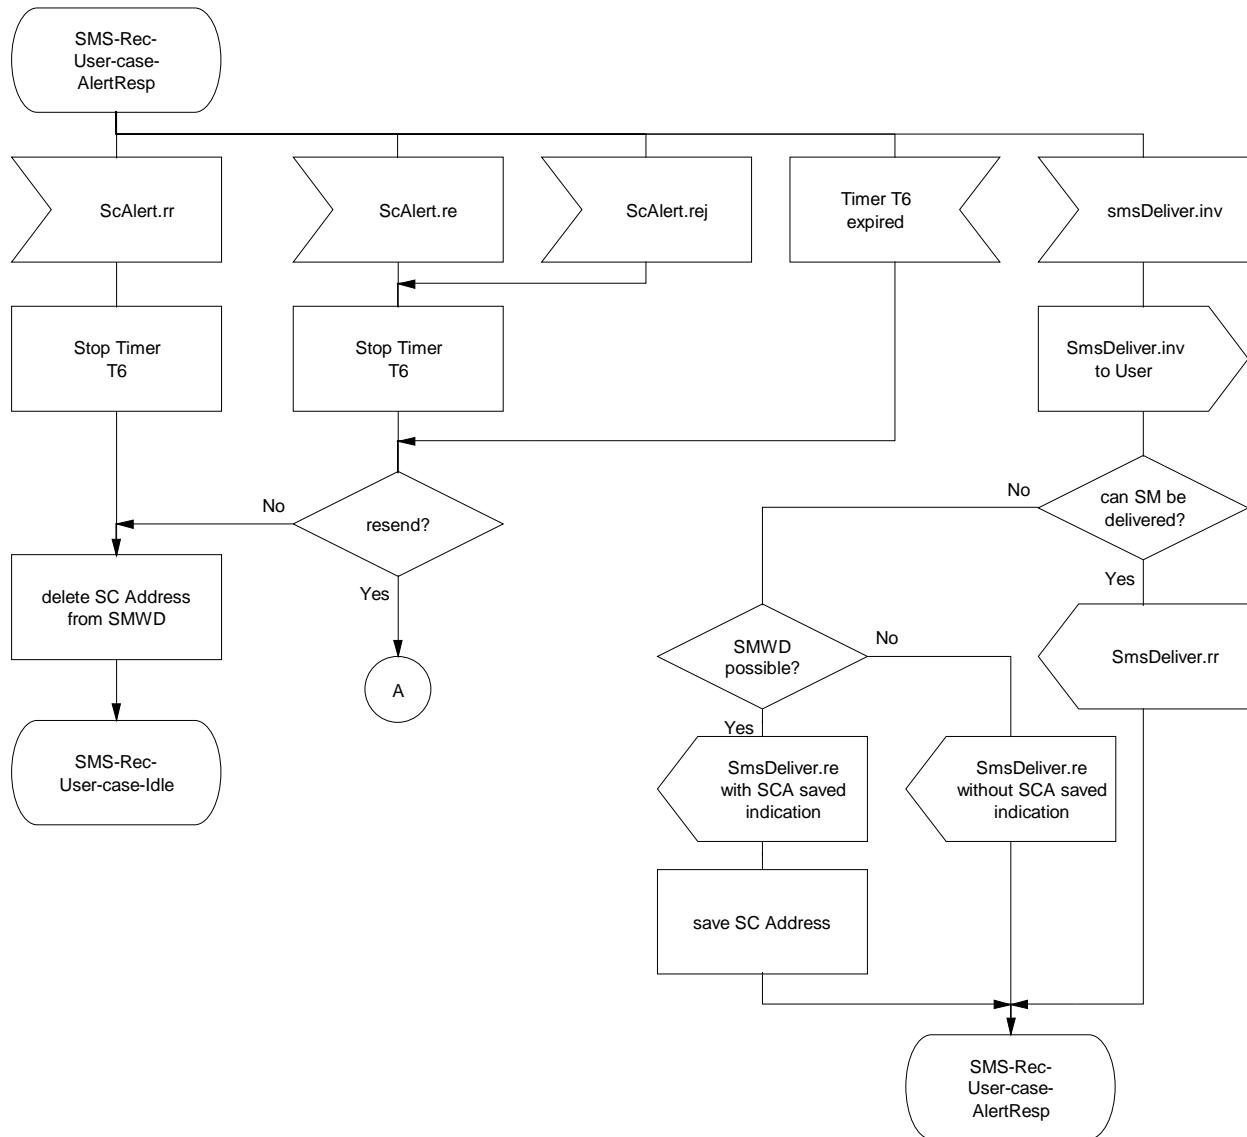 SMS-Rec-
User-case-
AlertResp
ScAlert.rr
ScAlert.re
ScAlert.rej
Timer T6
expired
smsDeliver.inv
Stop Timer
T6
Stop Timer
T6
SmsDeliver.inv
to User
No
resend?
No
can SM be
delivered?
Yes
Yes
delete SC Address
from SMWD
SMWD
possible?
No
SmsDeliver.rr
A
Yes
SMS-Rec-
User-case-Idle
SmsDeliver.re
with SCA saved
indication
SmsDeliver.re
without SCA saved
indication
save SC Address
SMS-Rec-
User-case-
AlertResp